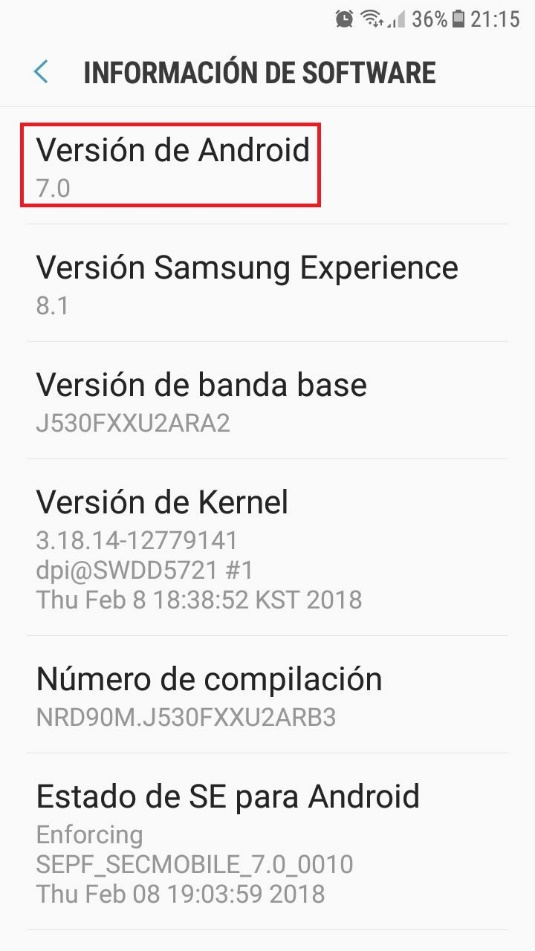 36% 21:15
INFORMACIÓN DE SOFTWARE
Versión de Android
7.0
Versión Samsung Experience
8.1
Versión de banda base
J530FXXU2ARA2
Versión de Kernel
3.18.14-12779141
dpi@SWDD5721 #1
Thu Feb 8 18:38:52 KST 2018
Número de compilación
NRD90M.J530FXXU2ARB3
Estado de SE para Android
Enforcing
SEPF_SECMOBILE_7.0_0010
Thu Feb 08 19:03:59 2018